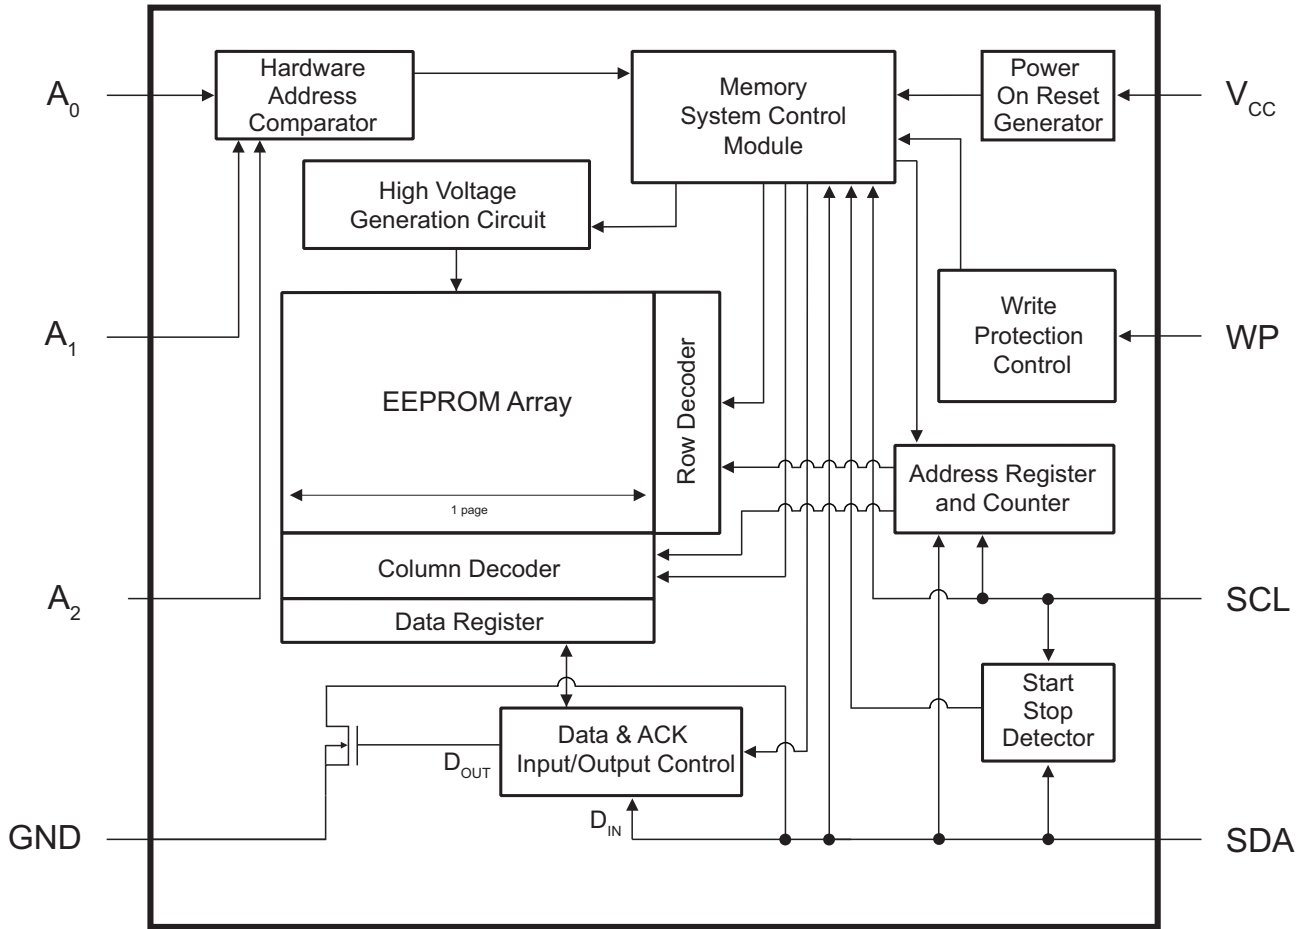 A0
Hardware
Address
Comparator
Memory
System Control
Module
Power
On Reset
Generator
VCC
High Voltage
Generation Circuit
A1
EEPROM Array
Row Decoder
Write
Protection
Control
WP
1 page
Address Register
and Counter
Column Decoder
A2
Data Register
SCL
Start
Stop
Detector
Data & ACK
Input/Output Control
DOUT
DIN
GND
SDA